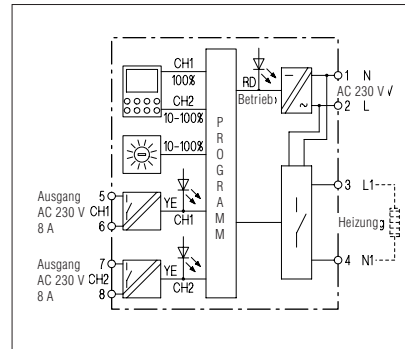 CH1
100%
CH2
10-100%
10-100%
PROGRAMM
RD
Betrieb
1 N
AC 230 V
2 L
3 L1
Heizung
4 N1
Ausgang 5
AC 230 V CH1
8 A 6
YE
CH1
Ausgang 7
AC 230 V CH2
8 A 8
YE
CH2